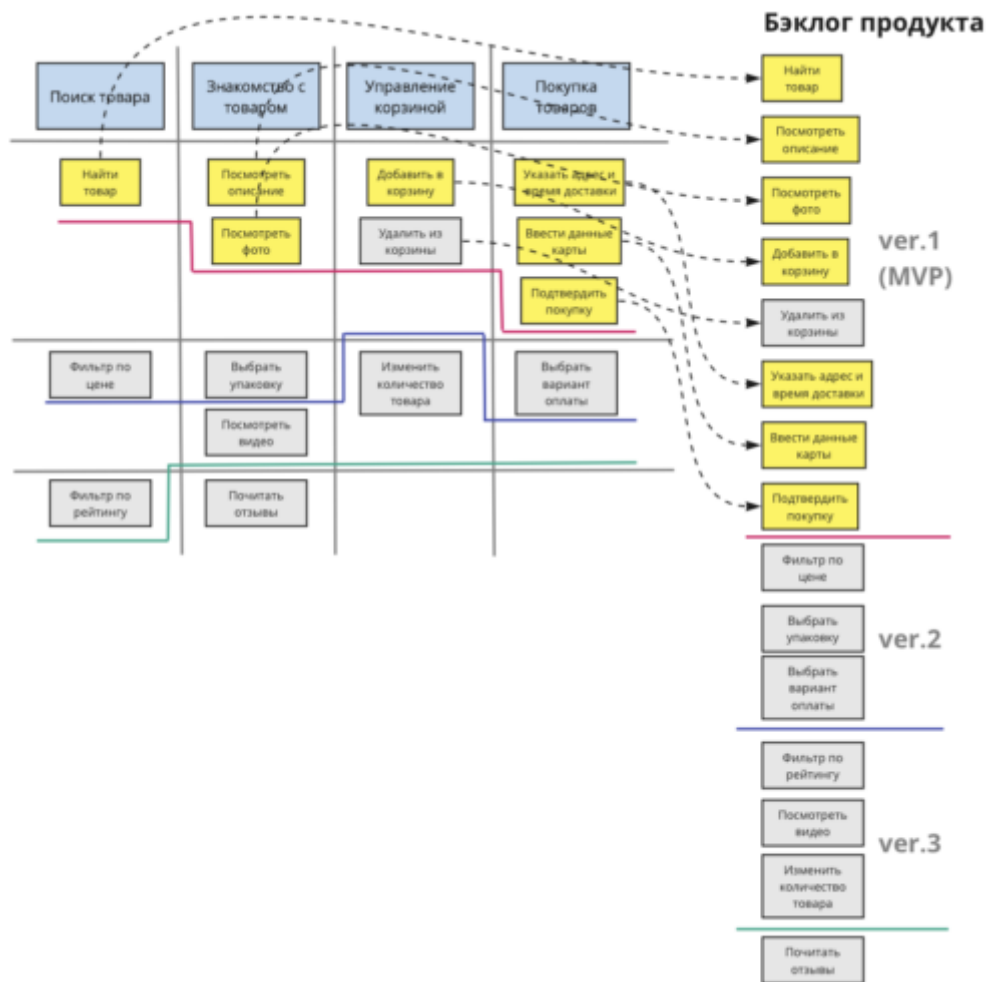 Бэклог продукта
Поиск товара
Знакомство с
товаром
Управление
корзиной
Покупка
товаров
Найти
товар
Посмотреть
описание
Посмотреть
фото
Добавить в
корзину
Удалить из
корзины
Указать адрес и
время доставки
Ввести данные
карты
Подтвердить
покупку
Фильтр по
цене
Выбрать
упаковку
Посмотреть
видео
Изменить
количество
товара
Выбрать
вариант
оплаты
Фильтр по
рейтингу
Почитать
отзывы
Найти
товар
Посмотреть
описание
Посмотреть
фото
Добавить в
корзину
Удалить из
корзины
Указать адрес и
время доставки
Ввести данные
карты
Подтвердить
покупку
ver.1
(MVP)
Фильтр по
цене
Выбрать
упаковку
Выбрать
вариант
оплаты
ver.2
Фильтр по
рейтингу
Посмотреть
видео
Изменить
количество
товара
ver.3
Почитать
отзывы